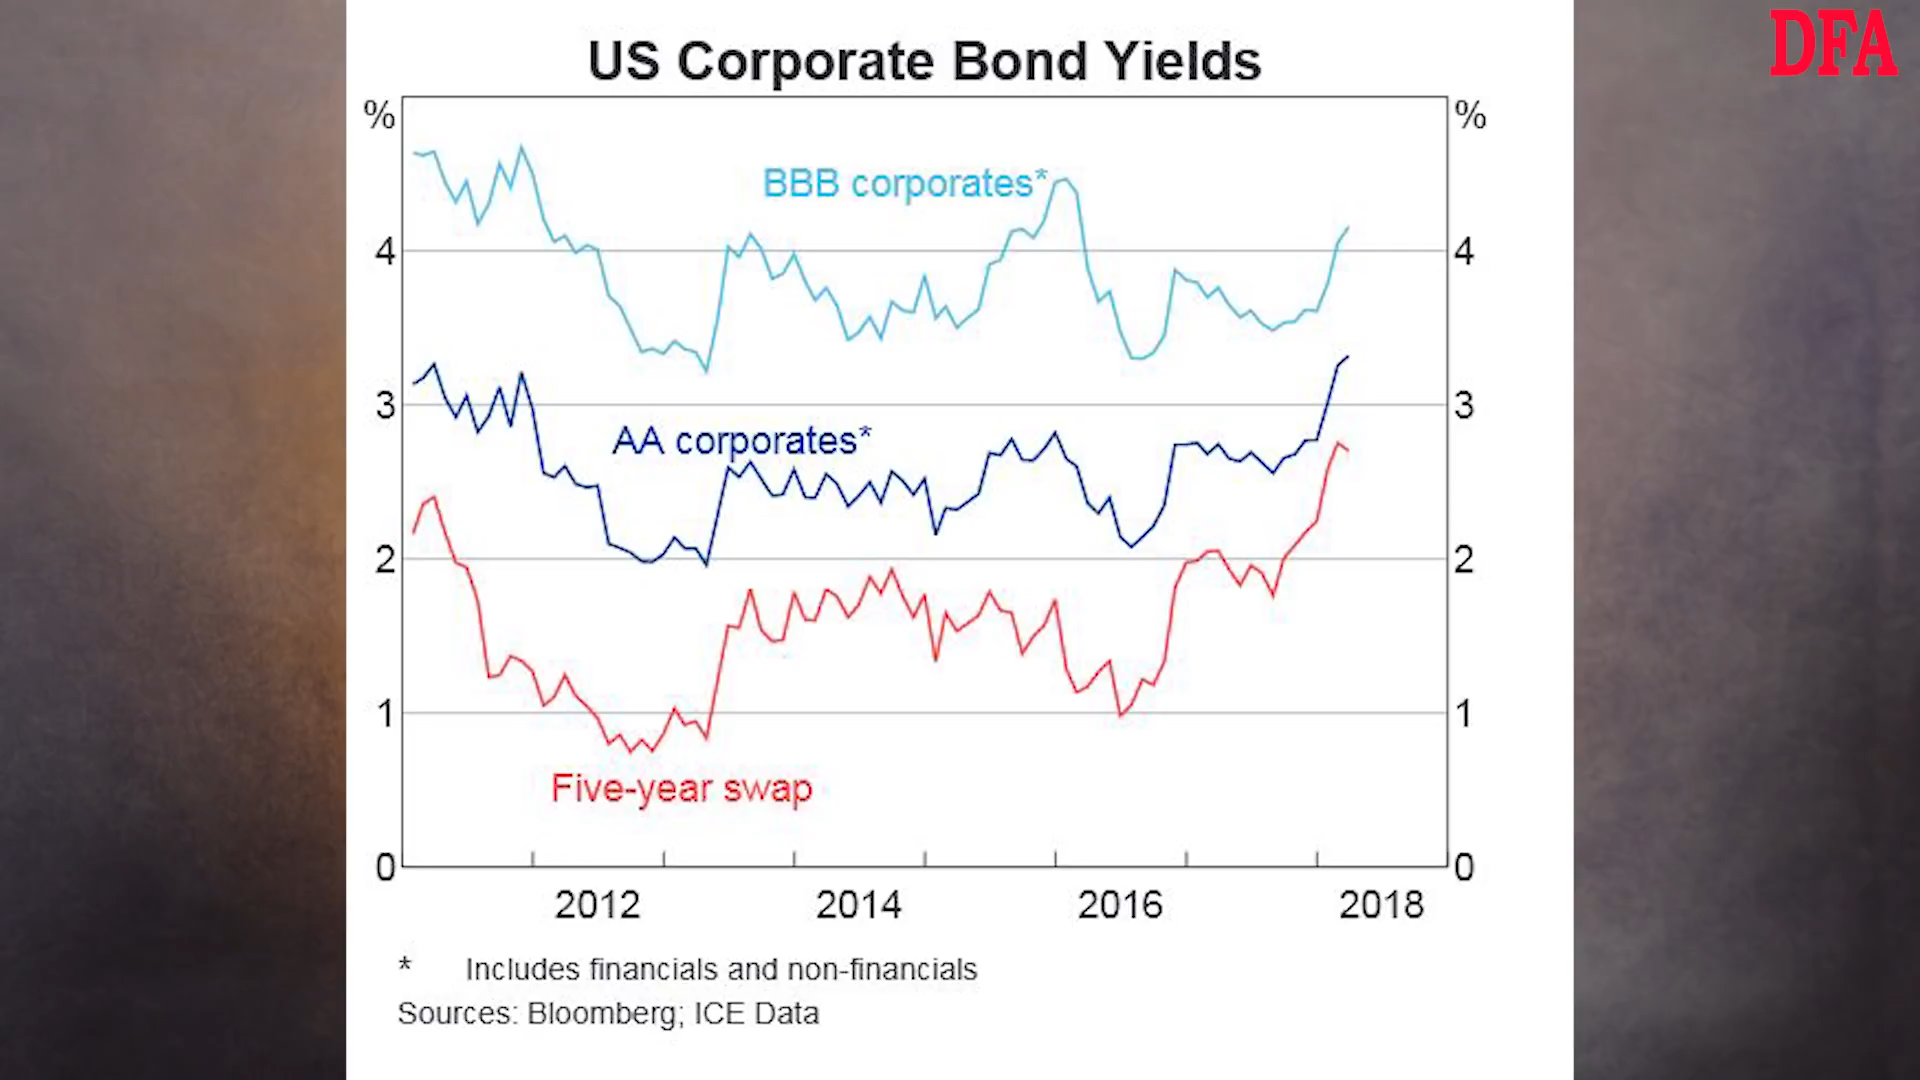 DFA
US Corporate Bond Yields
% %
BBB corporates*
4 4
3 3
AA corporates*
2 2
1 1
Five-year swap
0 0
2012 2014 2016 2018
* Includes financials and non-financials
Sources: Bloomberg; ICE Data